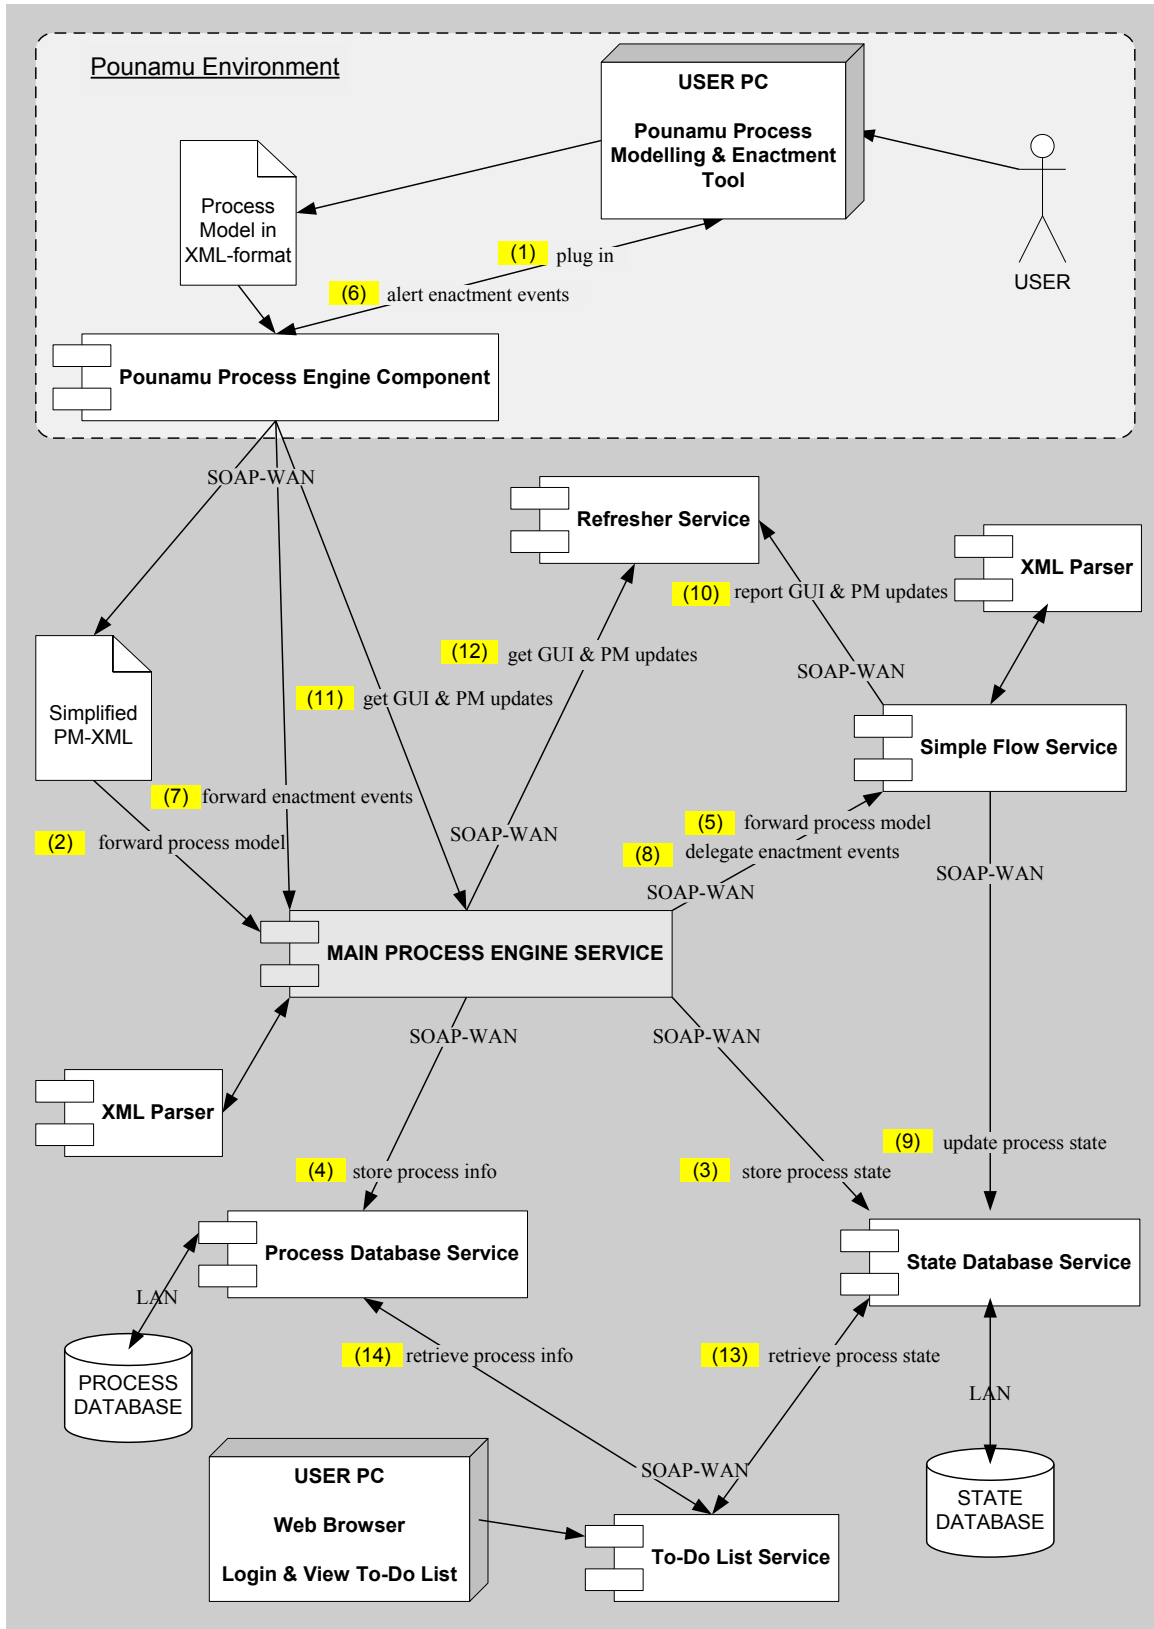 Pounamu Environment
USER PC
Pounamu Process
Modelling & Enactment
Tool
Process
Model in
XML-format
(1) plug in
(6) alert enactment events
USER
Pounamu Process Engine Component
SOAP-WAN
Refresher Service
XML Parser
(10) report GUI & PM updates
(12) get GUI & PM updates
SOAP-WAN
(11) get GUI & PM updates
Simplified
PM-XML
Simple Flow Service
(7) forward enactment events
(2) forward process model
SOAP-WAN
(5) forward process model
(8) delegate enactment events
SOAP-WAN
SOAP-WAN
MAIN PROCESS ENGINE SERVICE
SOAP-WAN
SOAP-WAN
XML Parser
(9) update process state
(4) store process info
(3) store process state
Process Database Service
State Database Service
LAN
(14) retrieve process info
(13) retrieve process state
PROCESS
DATABASE
LAN
USER PC
Web Browser
Login & View To-Do List
SOAP-WAN
STATE
DATABASE
To-Do List Service